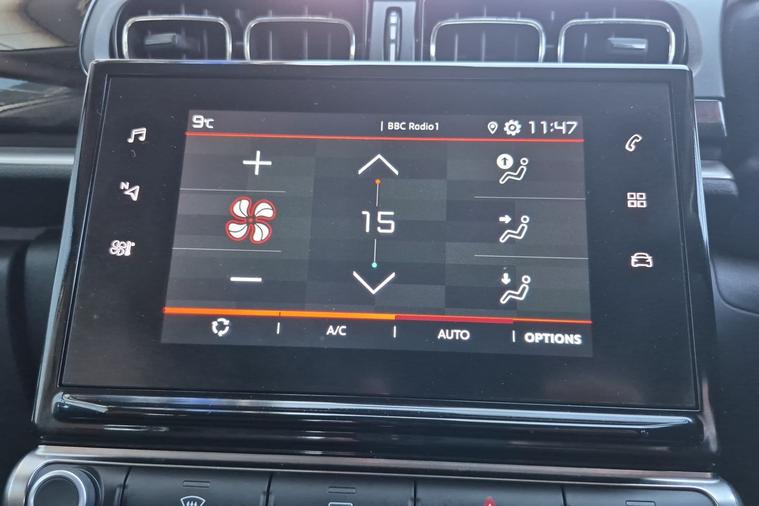 9°C | BBC Radio1 11:47
N
+
15
−
| A/C | AUTO | OPTIONS